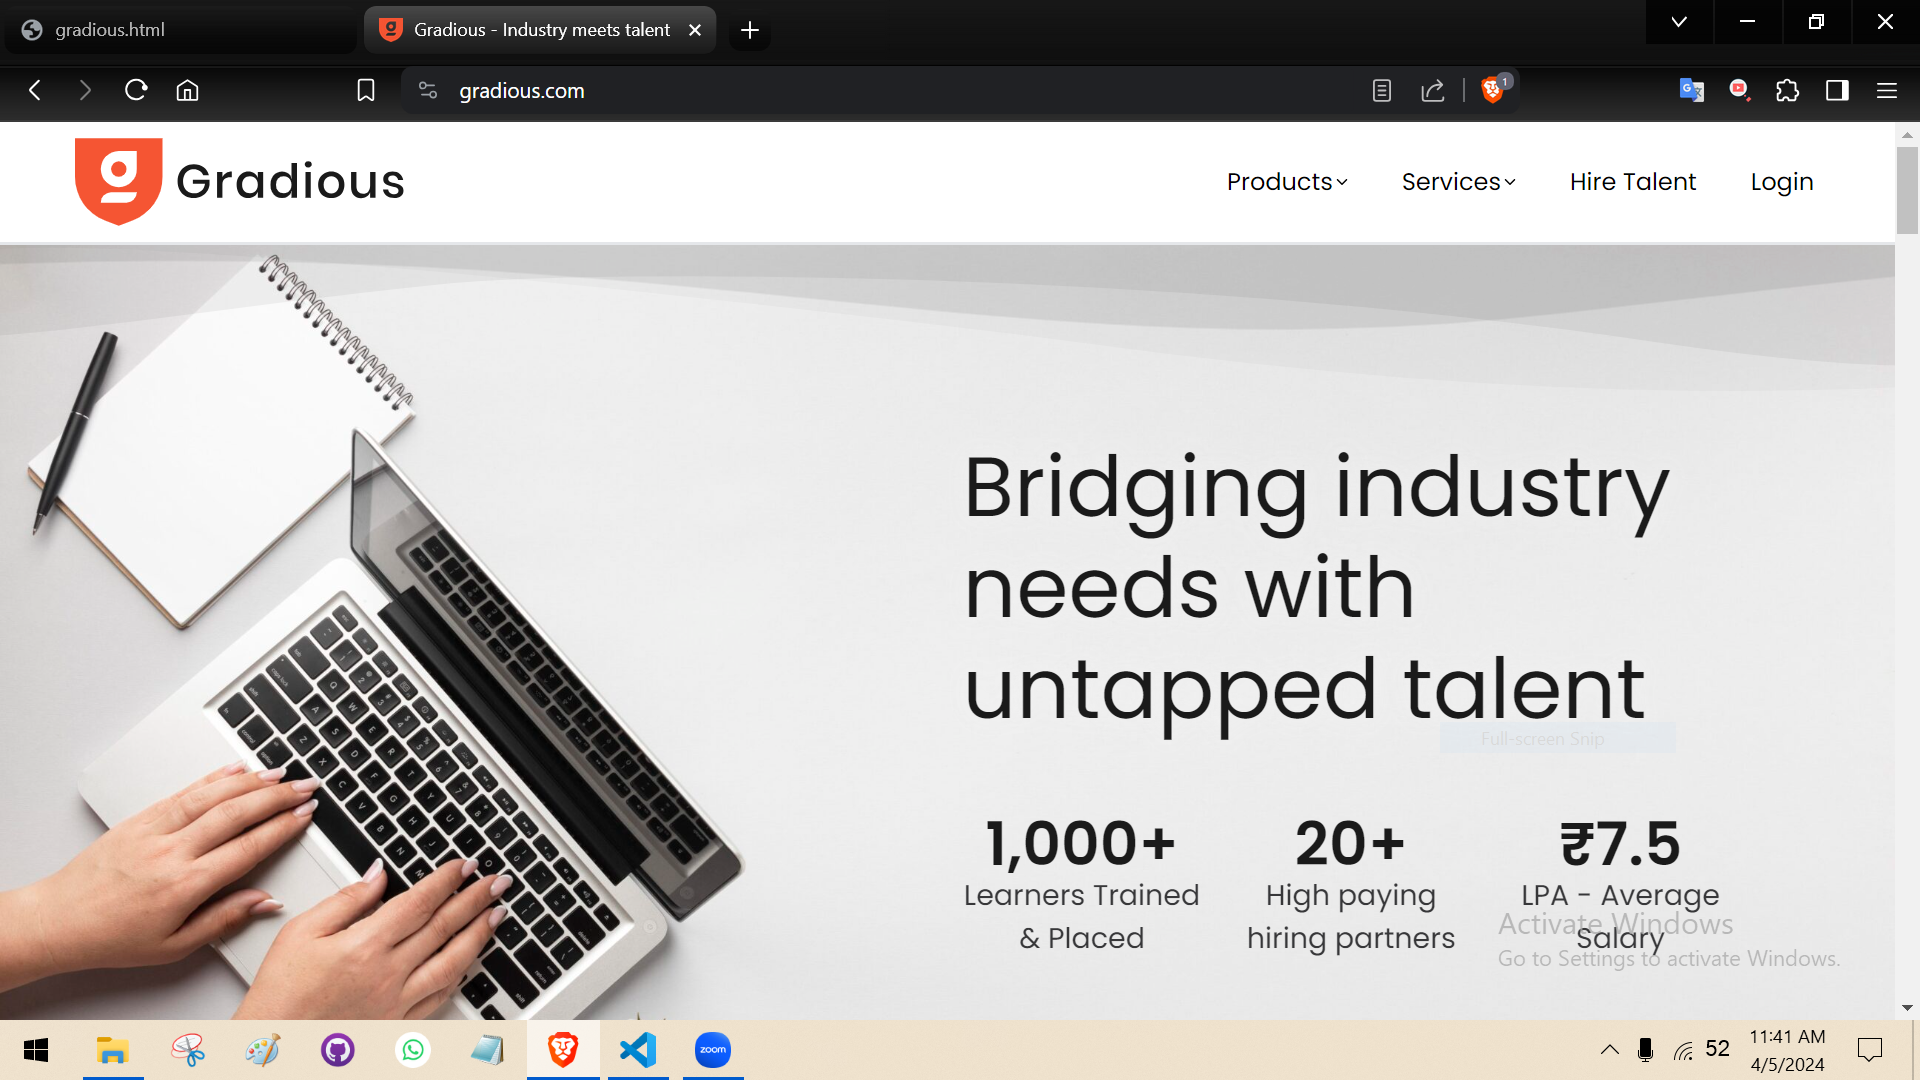 gradious.html
Gradious - Industry meets talent
gradious.com
1
Gradious
Products
Services
Hire Talent
Login
Bridging industry
needs with
untapped talent
Full-screen Snip
1,000+
Learners Trained
& Placed
20+
High paying
hiring partners
₹7.5
LPA - Average
Salary
Activate Windows
Go to Settings to activate Windows.
zoom
52
11:41 AM
4/5/2024